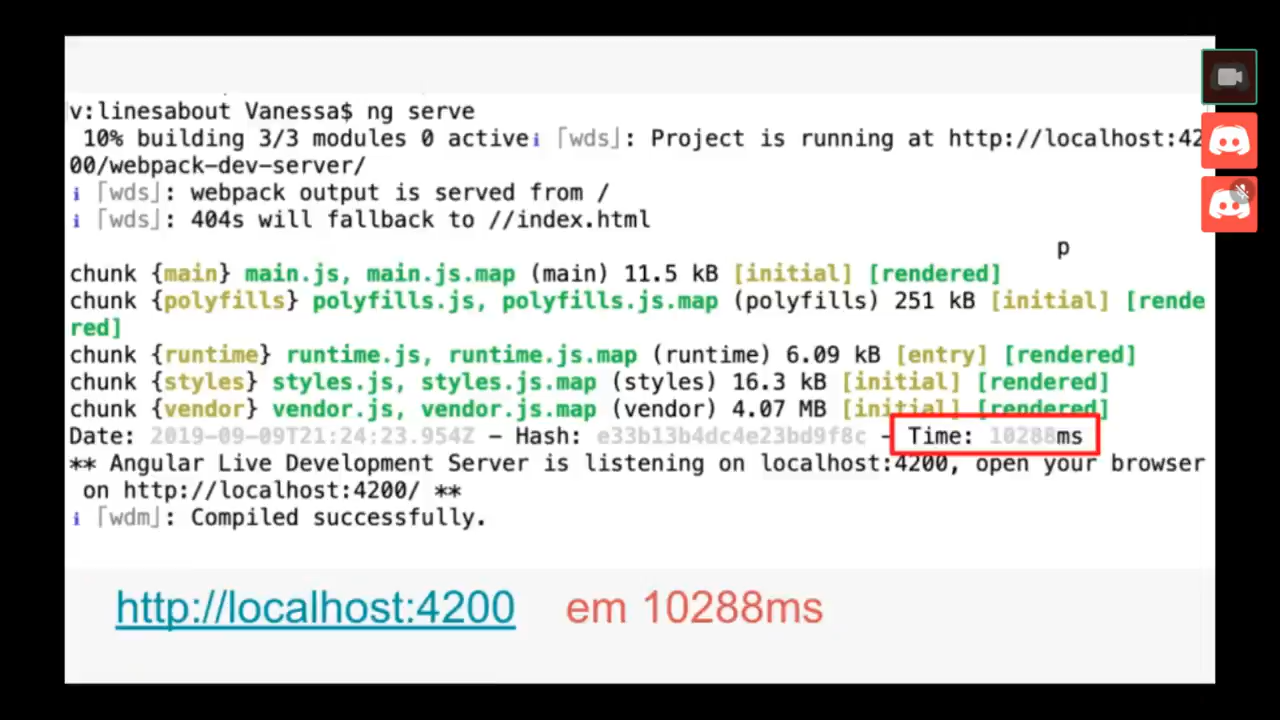 v:linesabout Vanessa$ ng serve
10% building 3/3 modules 0 activeℹ ｢wds｣: Project is running at http://localhost:42
00/webpack-dev-server/
ℹ ｢wds｣: webpack output is served from /
ℹ ｢wds｣: 404s will fallback to //index.html
p
chunk {main} main.js, main.js.map (main) 11.5 kB [initial] [rendered]
chunk {polyfills} polyfills.js, polyfills.js.map (polyfills) 251 kB [initial] [rende
red]
chunk {runtime} runtime.js, runtime.js.map (runtime) 6.09 kB [entry] [rendered]
chunk {styles} styles.js, styles.js.map (styles) 16.3 kB [initial] [rendered]
chunk {vendor} vendor.js, vendor.js.map (vendor) 4.07 MB [initial] [rendered]
Date: 2019-09-09T21:24:23.954Z - Hash: e33b13b4dc4e23bd9f8c - Time: 10288ms
** Angular Live Development Server is listening on localhost:4200, open your browser
on http://localhost:4200/ **
ℹ ｢wdm｣: Compiled successfully.
http://localhost:4200 em 10288ms